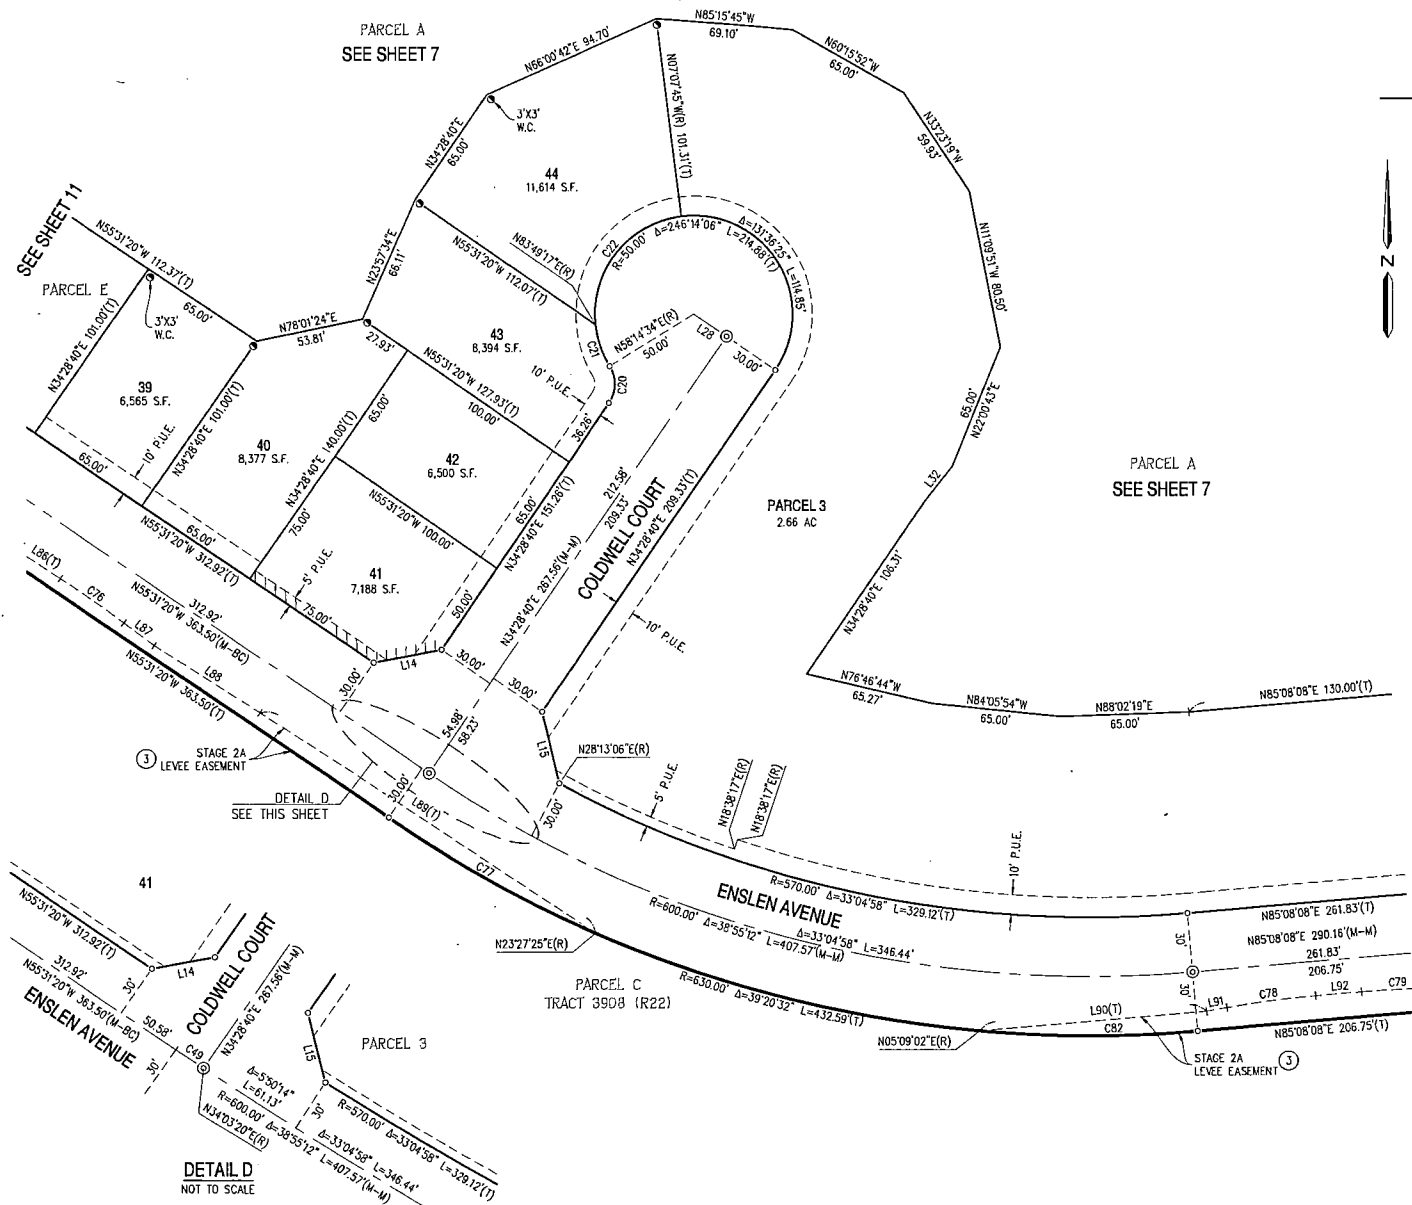 PARCEL A
SEE SHEET 7
N85°15'45"W
69.10'
N66°00'42"E 94.70'
N60°15'52"W
65.00'
N07°07'45"W(R) 101.31'(T)
3'X3'
W.C.
N34°28'40"E
65.00'
N33°23'19"W
59.93'
44
11,614 S.F.
SEE SHEET 11
N55°31'20"W 112.37'(T)
65.00'
PARCEL E
3'X3'
W.C.
N23°57'34"E
66.11'
N83°49'17"E(R)
N55°31'20"W 112.07'(T)
C22
R=50.00' Δ=246°14'06" L=214.88'(T)
Δ=131°36'25" L=114.85'
N11°09'51"W 80.50'
N
N78°01'24"E
53.81'
27.93'
43
8,394 S.F.
N58°14'34"E(R)
50.00'
L28
30.00'
C21
C20
10' P.U.E.
N34°28'40"E 101.00'(T)
39
6,565 S.F.
N34°28'40"E 101.00'(T)
N55°31'20"W 127.93'(T)
100.00'
65.00'
36.26'
65.00'
N22°00'43"E
10' P.U.E.
65.00'
40
8,377 S.F.
N34°28'40"E 140.00'(T)
42
6,500 S.F.
L32
PARCEL A
SEE SHEET 7
PARCEL 3
2.66 AC
212.58'
209.33'
COLDWELL COURT
N34°28'40"E 209.33'(T)
65.00'
N34°28'40"E 151.26'(T)
N55°31'20"W 100.00'
75.00'
65.00'
N55°31'20"W 312.92'(T)
5' P.U.E.
41
7,188 S.F.
N34°28'40"E 267.56'(M-M)
N34°28'40"E 106.31'
L86(T)
C76
L87
L88
312.92'
N55°31'20"W 363.50'(M-BC)
N55°31'20"W 363.50'(T)
75.00'
50.00'
L14
30.00'
30.00'
30.00'
10' P.U.E.
N76°46'44"W
65.27'
N84°05'54"W
65.00'
N88°02'19"E
65.00'
N85°08'08"E 130.00'(T)
54.98'
58.23'
L15
N28°13'06"E(R)
3
STAGE 2A
LEVEE EASEMENT
DETAIL D
SEE THIS SHEET
30.00'
L89(T)
30.00'
5' P.U.E.
N18°38'17"E(R)
N18°38'17"E(R)
10' P.U.E.
C77
R=570.00' Δ=33°04'58" L=329.12'(T)
ENSLEN AVENUE
Δ=33°04'58" L=346.44'
R=600.00' Δ=38°55'12" L=407.57'(M-M)
N85°08'08"E 261.83'(T)
N85°08'08"E 290.16'(M-M)
261.83'
206.75'
30'
30'
N23°27'25"E(R)
PARCEL C
TRACT 3908 (R22)
R=630.00' Δ=39°20'32" L=432.59'(T)
L90(T)
C82
L91
C78
L92
C79
N05°09'02"E(R)
N85°08'08"E 206.75'(T)
STAGE 2A
LEVEE EASEMENT
3
41
N55°31'20"W 312.92'(T)
L14
COLDWELL COURT
N34°28'40"E 267.56'(M-M)
312.92'
N55°31'20"W 363.50'(M-BC)
ENSLEN AVENUE
30'
50.58'
30'
C49
N34°03'20"E(R)
L15
PARCEL 3
Δ=5°50'14"
L=61.13'
30'
R=570.00' Δ=33°04'58" L=329.12'(T)
Δ=33°04'58" L=346.44'
R=600.00' Δ=38°55'12" L=407.57'(M-M)
DETAIL D
NOT TO SCALE